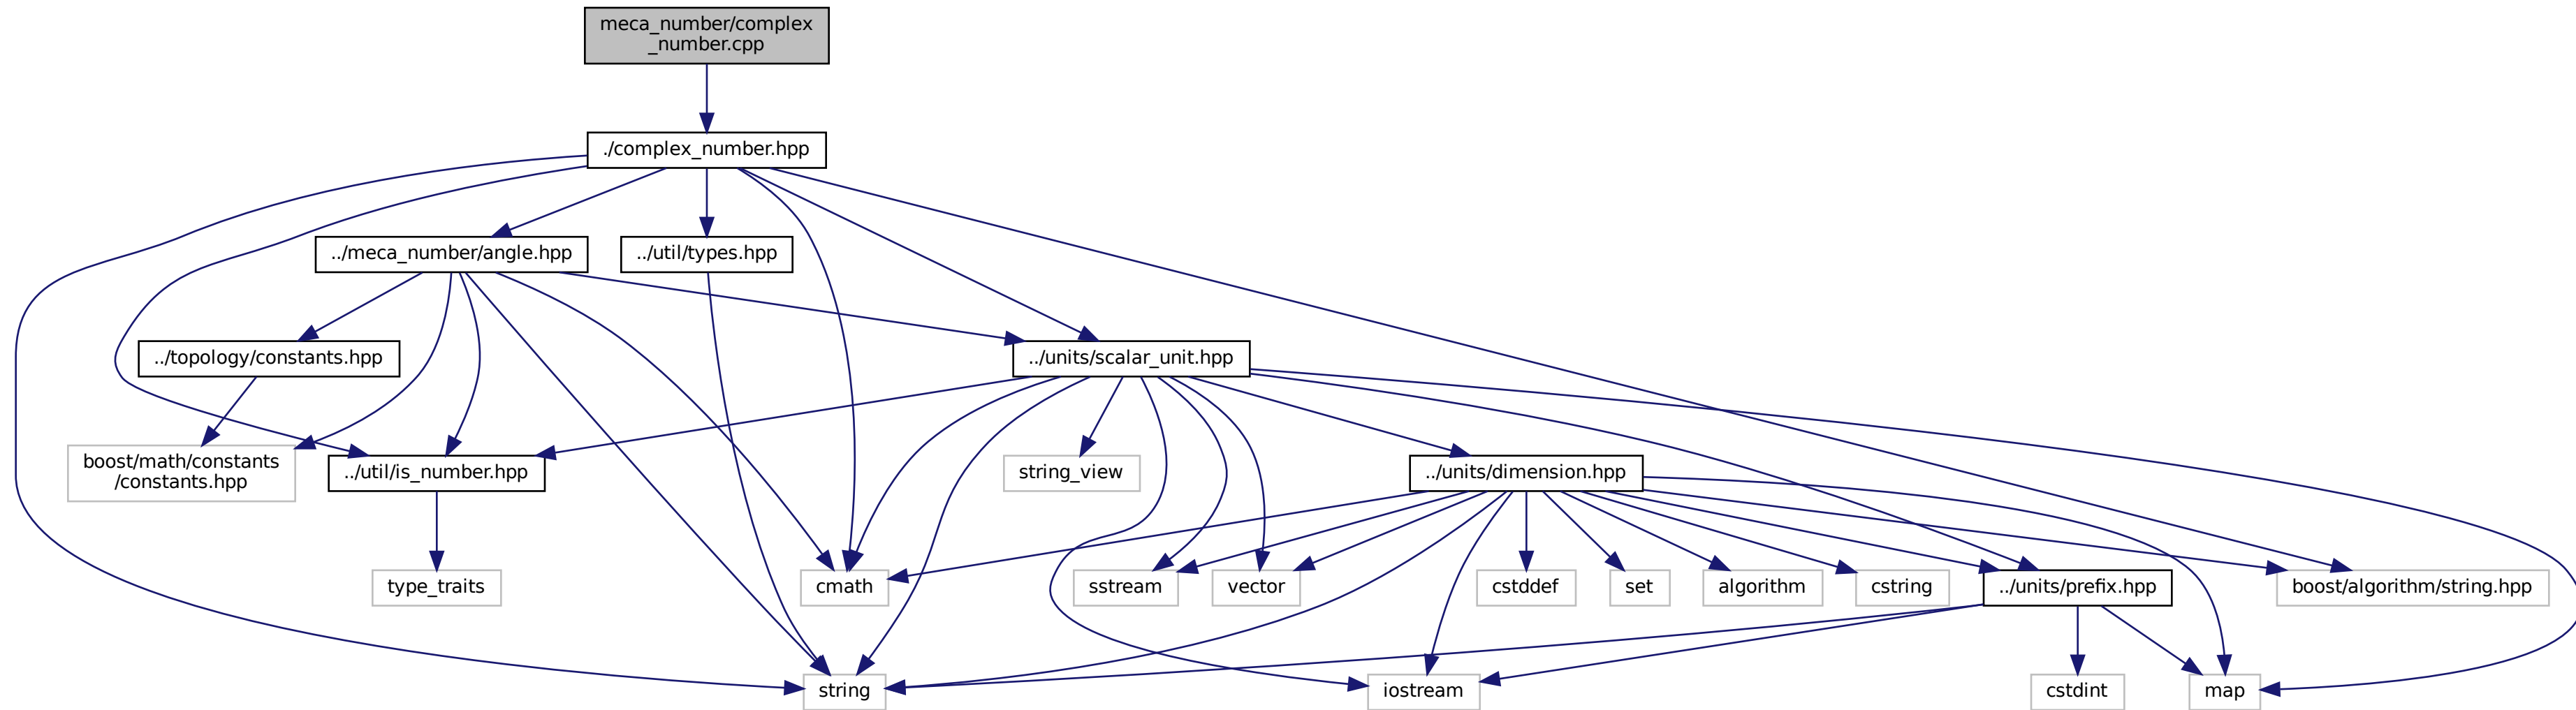 meca_number/complex
_number.cpp
./complex_number.hpp
../meca_number/angle.hpp
../util/types.hpp
../topology/constants.hpp
../units/scalar_unit.hpp
boost/math/constants
/constants.hpp
../util/is_number.hpp
string_view
../units/dimension.hpp
type_traits
cmath
sstream
vector
cstddef
set
algorithm
cstring
../units/prefix.hpp
boost/algorithm/string.hpp
string
iostream
cstdint
map